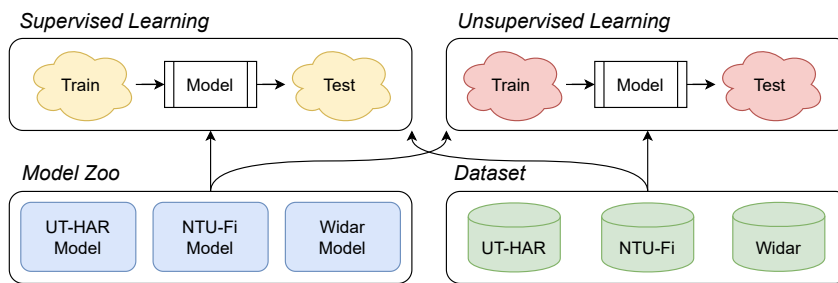 Supervised Learning
Unsupervised Learning
Train
Model
Test
Train
Model
Test
Model Zoo
Dataset
UT-HAR
Model
NTU-Fi
Model
Widar
Model
UT-HAR
NTU-Fi
Widar